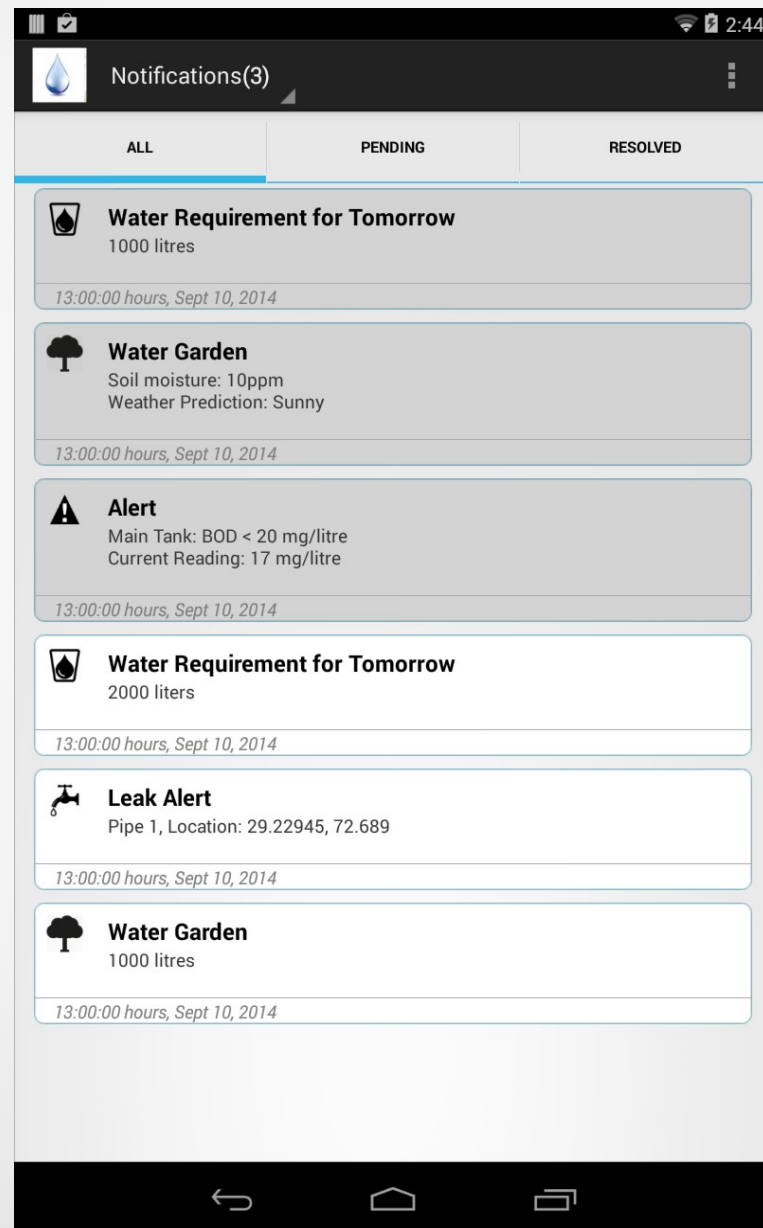 2:44
Notifications(3)
ALL PENDING RESOLVED
Water Requirement for Tomorrow
1000 litres
13:00:00 hours, Sept 10, 2014
Water Garden
Soil moisture: 10ppm
Weather Prediction: Sunny
13:00:00 hours, Sept 10, 2014
Alert
Main Tank: BOD < 20 mg/litre
Current Reading: 17 mg/litre
13:00:00 hours, Sept 10, 2014
Water Requirement for Tomorrow
2000 liters
13:00:00 hours, Sept 10, 2014
Leak Alert
Pipe 1, Location: 29.22945, 72.689
13:00:00 hours, Sept 10, 2014
Water Garden
1000 litres
13:00:00 hours, Sept 10, 2014